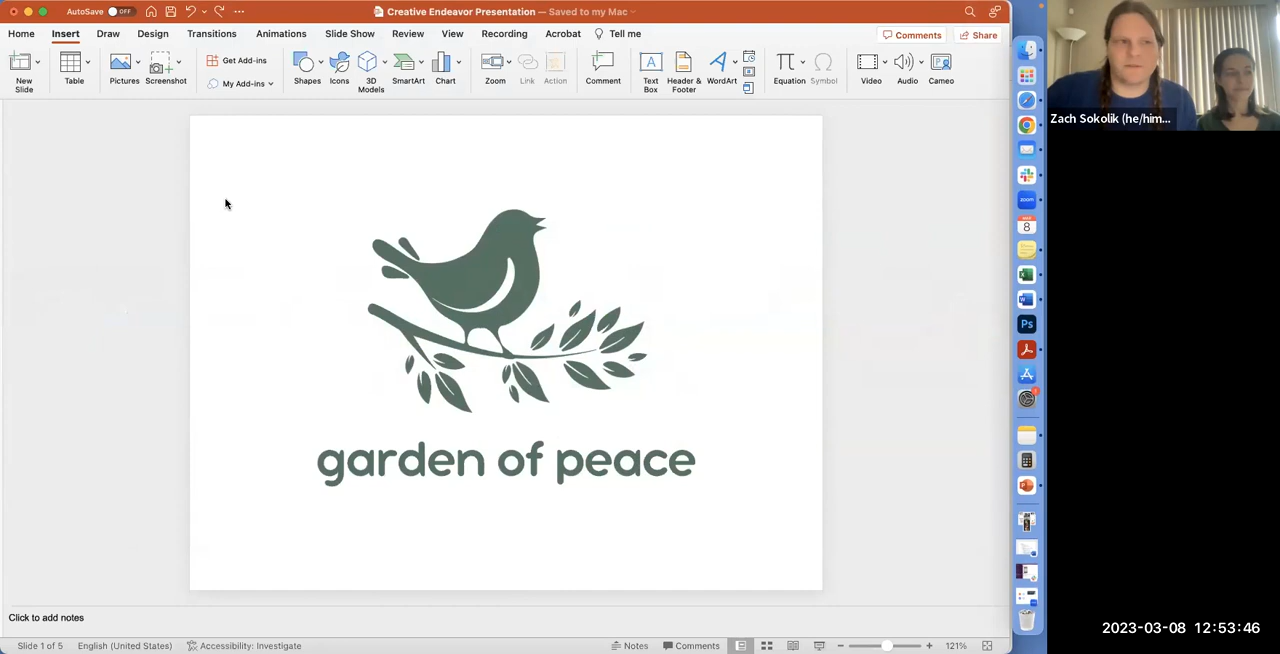 AutoSave OFF
Creative Endeavor Presentation — Saved to my Mac
Home Insert Draw Design Transitions Animations Slide Show Review View Recording Acrobat Tell me
Comments Share
New Slide
Table
Pictures
Screenshot
Get Add-ins
My Add-ins
Shapes
Icons
3D Models
SmartArt
Chart
Zoom
Link
Action
Comment
Text Box
Header & Footer
WordArt
Equation
Symbol
Video
Audio
Cameo
Zach Sokolik (he/him...
zoom
MAR
8
Ps
garden of peace
Click to add notes
Slide 1 of 5 English (United States) Accessibility: Investigate Notes Comments 121%
2023-03-08 12:53:46